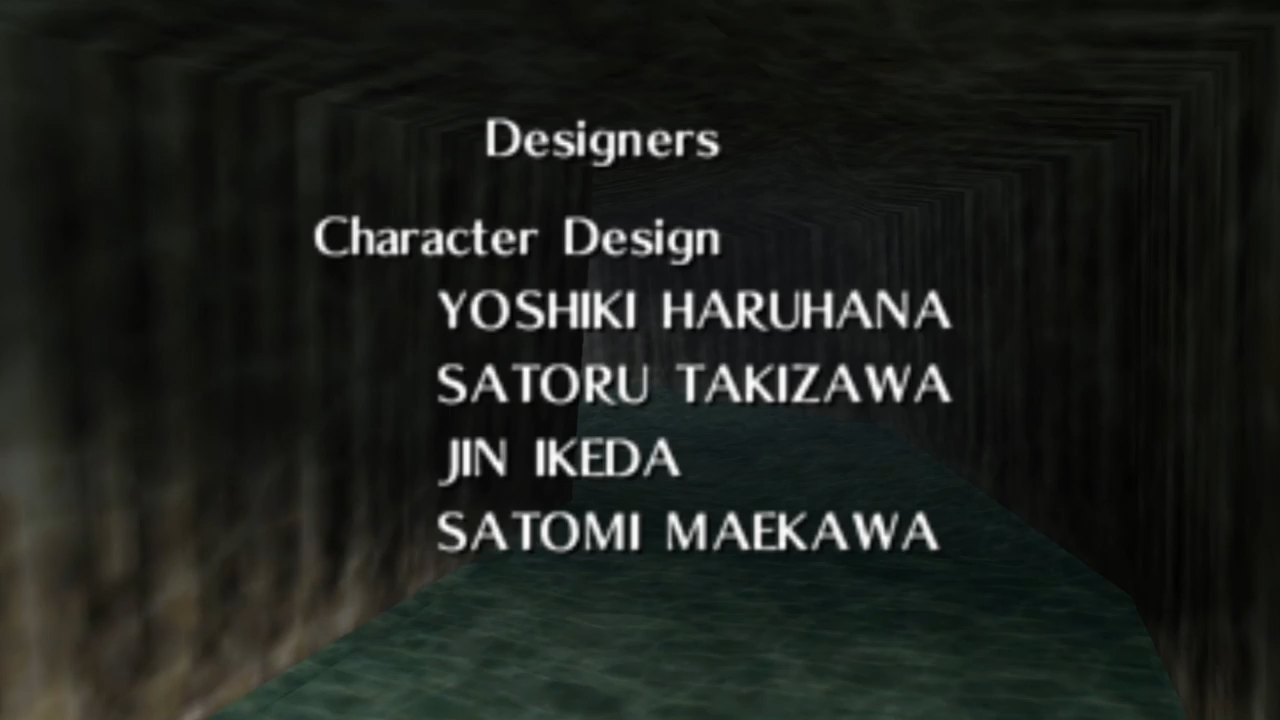 Designers
Character Design
YOSHIKI HARUHANA
SATORU TAKIZAWA
JIN IKEDA
SATOMI MAEKAWA